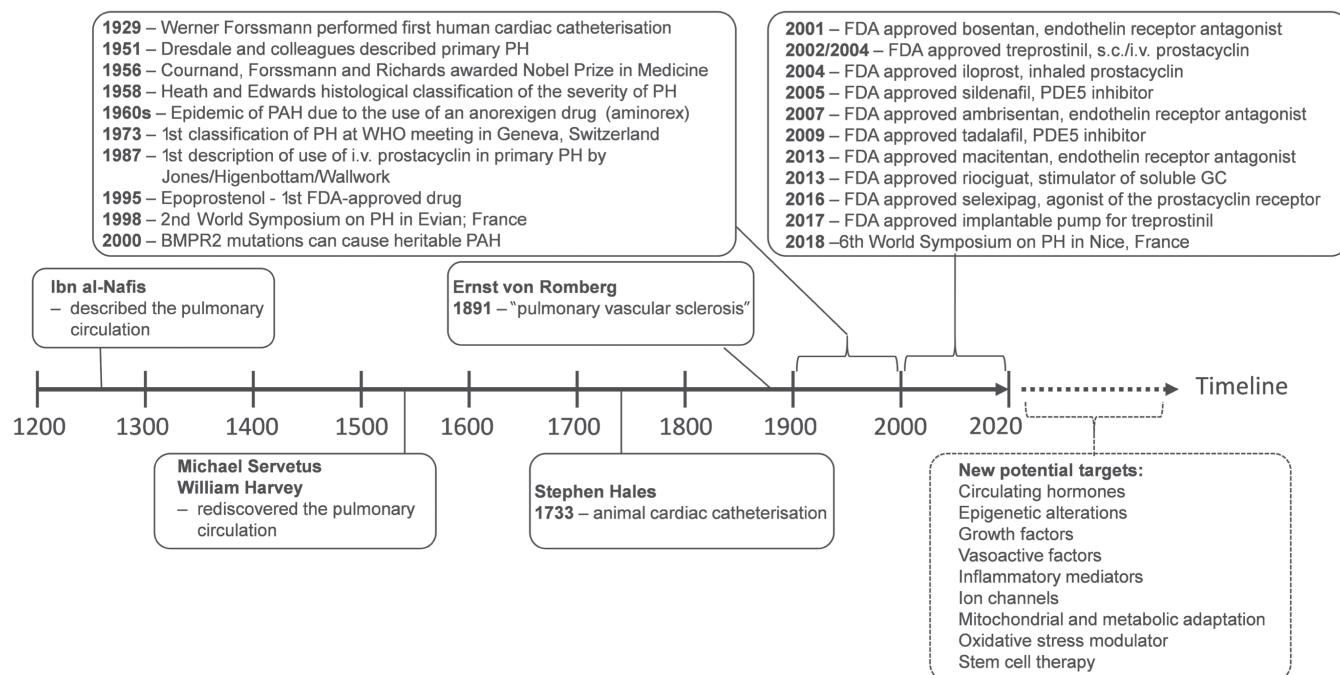 1929 – Werner Forssmann performed first human cardiac catheterisation
1951 – Dresdale and colleagues described primary PH
1956 – Cournand, Forssmann and Richards awarded Nobel Prize in Medicine
1958 – Heath and Edwards histological classification of the severity of PH
1960s – Epidemic of PAH due to the use of an anorexigen drug  (aminorex)
1973 – 1st classification of PH at WHO meeting in Geneva, Switzerland
1987 – 1st description of use of i.v. prostacyclin in primary PH by
Jones/Higenbottam/Wallwork
1995 – Epoprostenol - 1st FDA-approved drug
1998 – 2nd World Symposium on PH in Evian; France
2000 – BMPR2 mutations can cause heritable PAH
2001 – FDA approved bosentan, endothelin receptor antagonist
2002/2004 – FDA approved treprostinil, s.c./i.v. prostacyclin
2004 – FDA approved iloprost, inhaled prostacyclin
2005 – FDA approved sildenafil, PDE5 inhibitor
2007 – FDA approved ambrisentan, endothelin receptor antagonist
2009 – FDA approved tadalafil, PDE5 inhibitor
2013 – FDA approved macitentan, endothelin receptor antagonist
2013 – FDA approved riociguat, stimulator of soluble GC
2016 – FDA approved selexipag, agonist of the prostacyclin receptor
2017 – FDA approved implantable pump for treprostinil
2018 –6th World Symposium on PH in Nice, France
Ibn al-Nafis
– described the pulmonary
circulation
Ernst von Romberg
1891 – "pulmonary vascular sclerosis"
Timeline
1200 1300 1400 1500 1600 1700 1800 1900 2000 2020
Michael Servetus
William Harvey
– rediscovered the pulmonary
circulation
Stephen Hales
1733 – animal cardiac catheterisation
New potential targets:
Circulating hormones
Epigenetic alterations
Growth factors
Vasoactive factors
Inflammatory mediators
Ion channels
Mitochondrial and metabolic adaptation
Oxidative stress modulator
Stem cell therapy